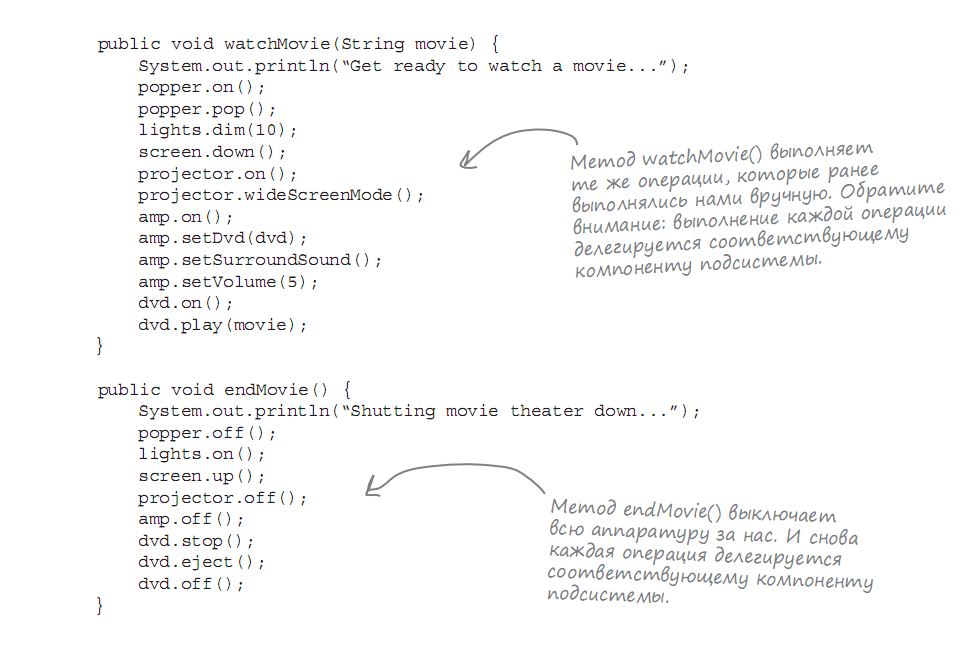 public void watchMovie(String movie) {
System.out.println(“Get ready to watch a movie...”);
popper.on();
popper.pop();
lights.dim(10);
screen.down();
projector.on();
projector.wideScreenMode();
amp.on();
amp.setDvd(dvd);
amp.setSurroundSound();
amp.setVolume(5);
dvd.on();
dvd.play(movie);
}
Метод watchMovie() выполняет
те же операции, которые ранее
выполнялись нами вручную. Обратите
внимание: выполнение каждой операции
делегируется соответствующему
компоненту подсистемы.
public void endMovie() {
System.out.println(“Shutting movie theater down...”);
popper.off();
lights.on();
screen.up();
projector.off();
amp.off();
dvd.stop();
dvd.eject();
dvd.off();
}
Метод endMovie() выключает
всю аппаратуру за нас. И снова
каждая операция делегируется
соответствующему компоненту
подсистемы.